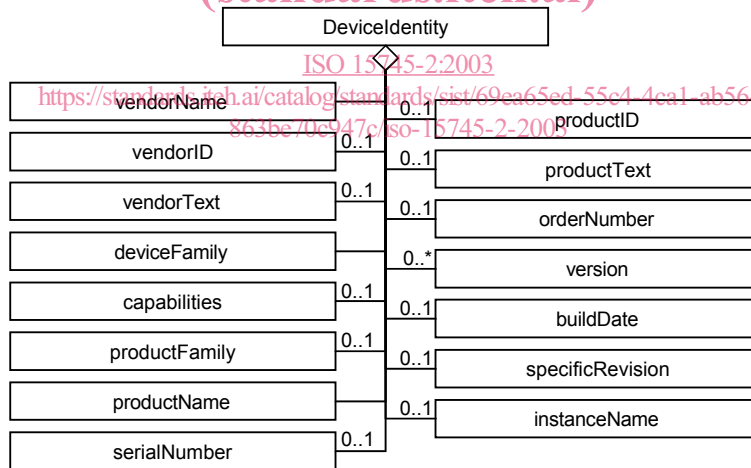 (standards.iteh.ai)
DeviceIdentity
ISO 15745-2:2003
https://standards.iteh.ai/catalog/standards/sist/69ea65ed-55c4-4ca1-ab56-
863be70c947c/iso-15745-2-2003
vendorName
0..1
productID
vendorID
0..1
0..1
productText
vendorText
0..1
0..1
orderNumber
deviceFamily
0..*
version
capabilities
0..1
0..1
buildDate
productFamily
0..1
0..1
specificRevision
productName
0..1
instanceName
serialNumber
0..1